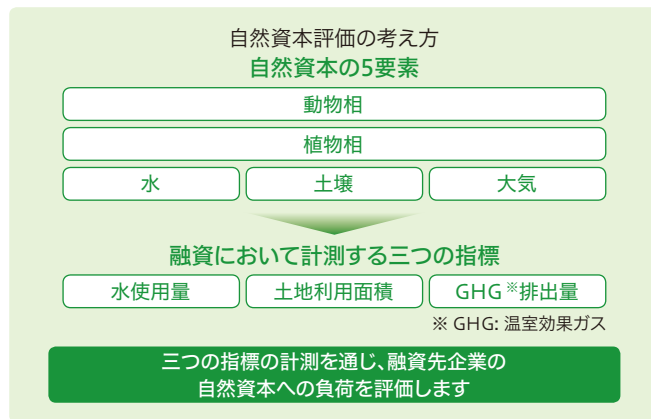 自然資本評価の考え方
自然資本の5要素
動物相
植物相
水 土壌 大気
融資において計測する三つの指標
水使用量 土地利用面積 GHG※排出量
※ GHG: 温室効果ガス
三つの指標の計測を通じ、融資先企業の
自然資本への負荷を評価します